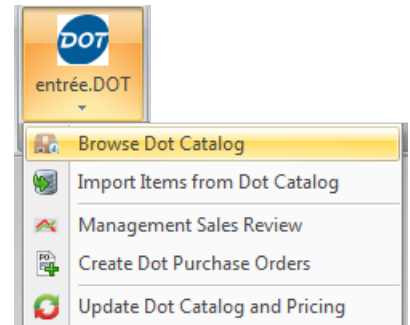 DOT
entrée.DOT
Browse Dot Catalog
Import Items from Dot Catalog
Management Sales Review
PO
Create Dot Purchase Orders
Update Dot Catalog and Pricing